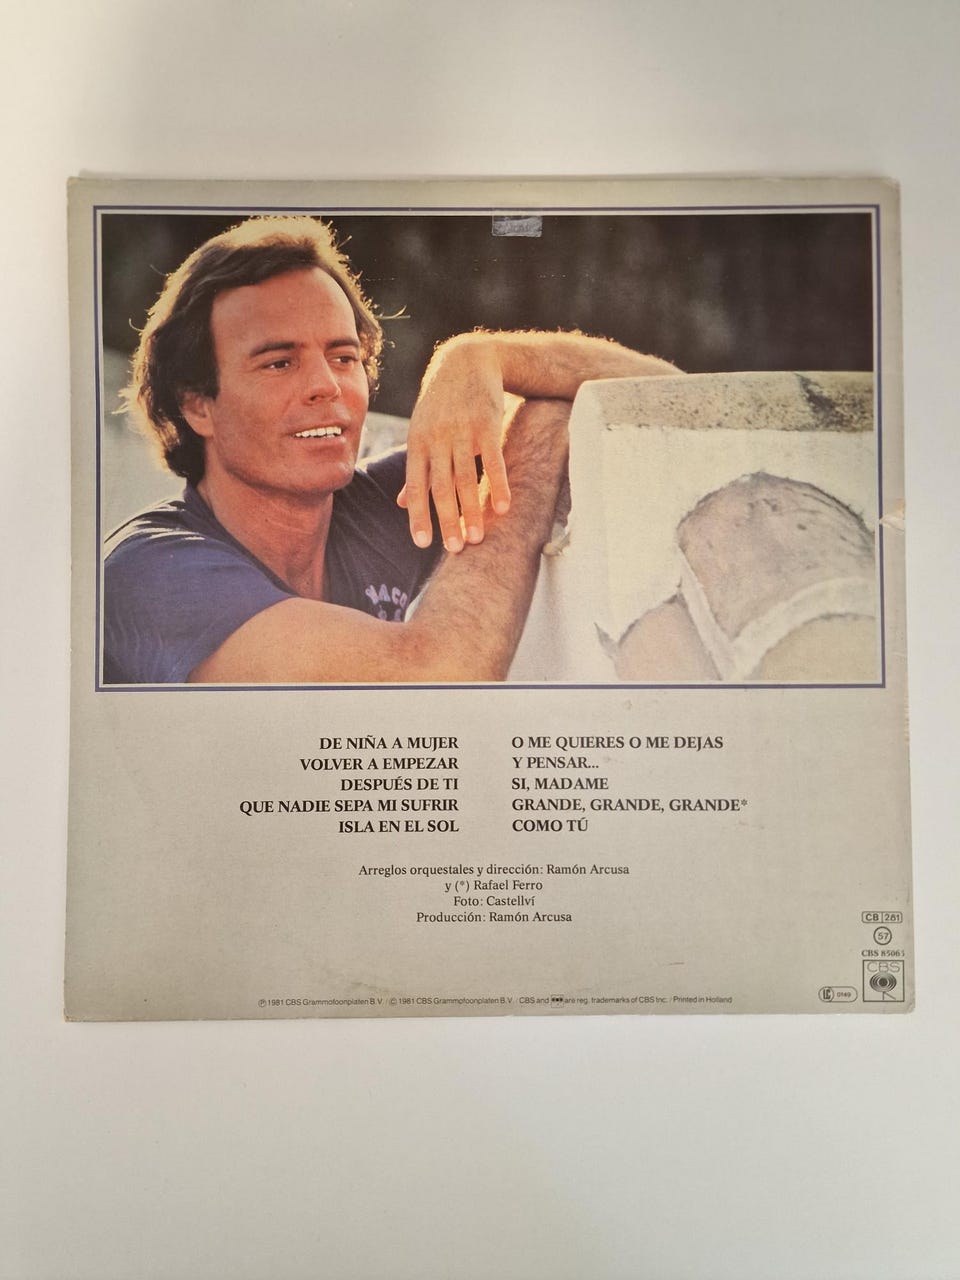 DE NIÑA A MUJER
VOLVER A EMPEZAR
DESPUÉS DE TI
QUE NADIE SEPA MI SUFRIR
ISLA EN EL SOL
O ME QUIERES O ME DEJAS
Y PENSAR...
SI, MADAME
GRANDE, GRANDE, GRANDE*
COMO TÚ
Arreglos orquestales y dirección: Ramón Arcusa
y (*) Rafael Ferro
Foto: Castellví
Producción: Ramón Arcusa
CB 281
57
CBS 85063
CBS
LC 0149
℗ 1981 CBS Grammofoonplaten B.V. / © 1981 CBS Grammofoonplaten B.V. / CBS and are reg. trademarks of CBS Inc. / Printed in Holland